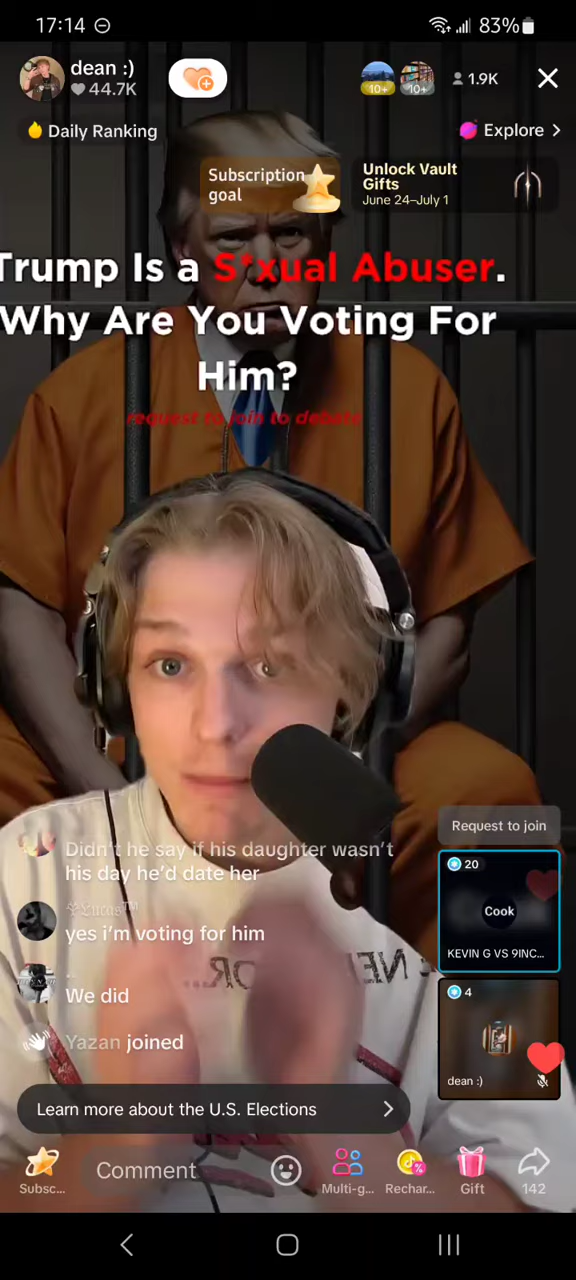 17:14
83%
dean :)
44.7K
10+
10+
1.9K
Daily Ranking
Explore
Subscription
goal
Unlock Vault
Gifts
June 24–July 1
Trump Is a S*xual Abuser.
Why Are You Voting For
Him?
request to join to debate
Request to join
20
Cook
KEVIN G VS 9INC...
4
dean :)
Didn't he say if his daughter wasn't
his day he'd date her
𝔏𝔲𝔠𝔞𝔰™
yes i'm voting for him
..
We did
Yazan joined
Learn more about the U.S. Elections
Subsc...
Comment
Multi-g...
Rechar...
Gift
142